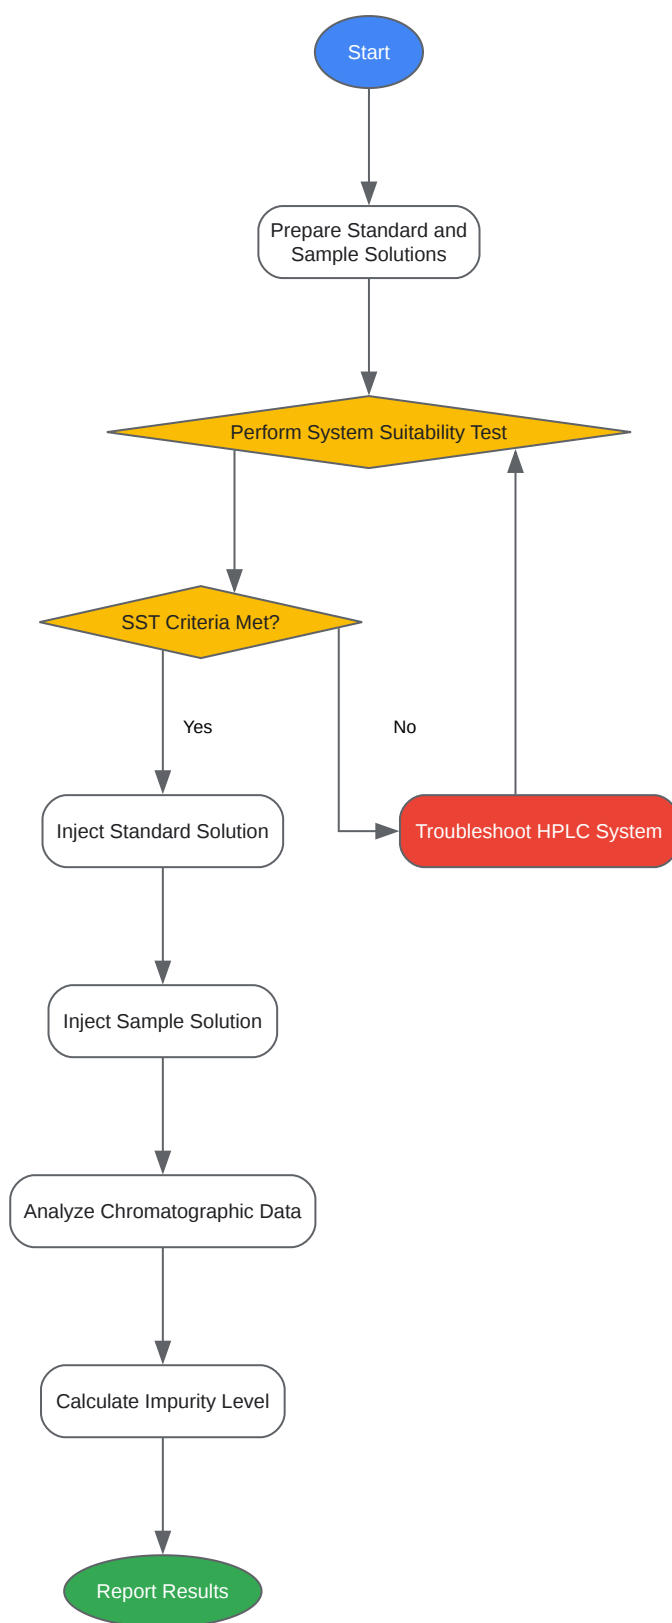 Start
Prepare Standard and
Sample Solutions
Perform System Suitability Test
SST Criteria Met?
Yes
No
Inject Standard Solution
Troubleshoot HPLC System
Inject Sample Solution
Analyze Chromatographic Data
Calculate Impurity Level
Report Results